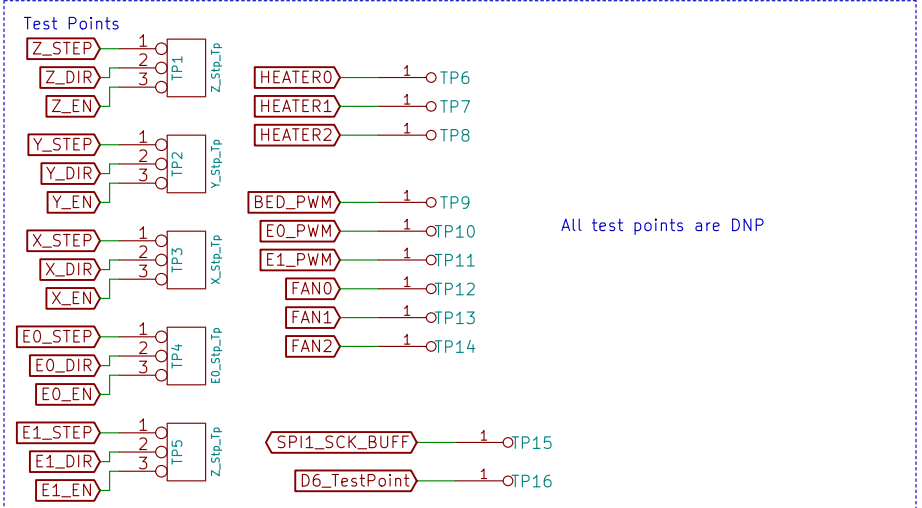 Test Points
Z_STEP 1
Z_DIR 2
Z_EN 3
TP1
Z_Stp_Tp
Y_STEP 1
Y_DIR 2
Y_EN 3
TP2
Y_Stp_Tp
X_STEP 1
X_DIR 2
X_EN 3
TP3
X_Stp_Tp
E0_STEP 1
E0_DIR 2
E0_EN 3
TP4
E0_Stp_Tp
E1_STEP 1
E1_DIR 2
E1_EN 3
TP5
Z_Stp_Tp
HEATER0 1 TP6
HEATER1 1 TP7
HEATER2 1 TP8
BED_PWM 1 TP9
E0_PWM 1 TP10
E1_PWM 1 TP11
FAN0 1 TP12
FAN1 1 TP13
FAN2 1 TP14
SPI1_SCK_BUFF 1 TP15
D6_TestPoint 1 TP16
All test points are DNP